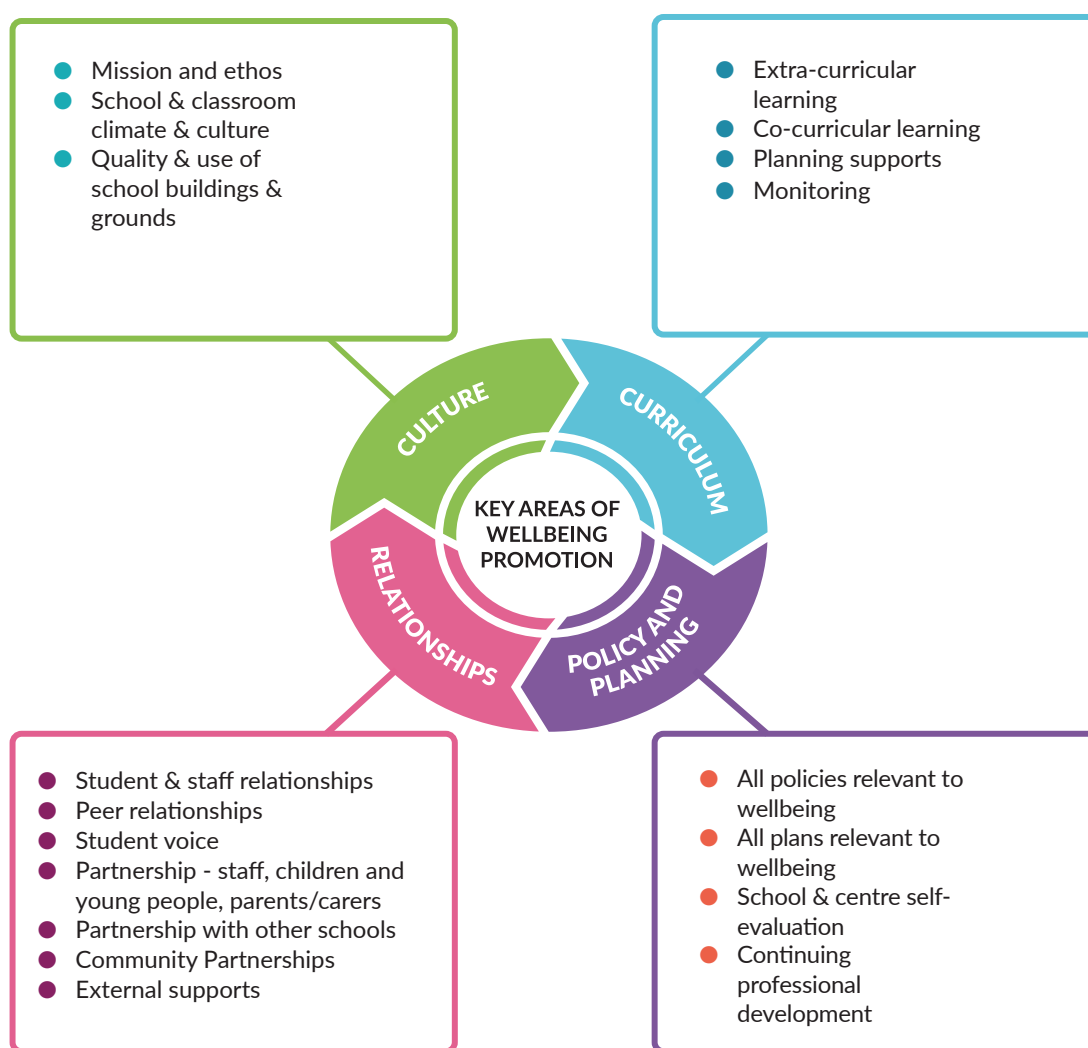 Mission and ethos
School & classroom
climate & culture
Quality & use of
school buildings &
grounds
Extra-curricular
learning
Co-curricular learning
Planning supports
Monitoring
CULTURE
CURRICULUM
KEY AREAS OF
WELLBEING
PROMOTION
RELATIONSHIPS
POLICY AND
PLANNING
Student & staff relationships
Peer relationships
Student voice
Partnership - staff, children and
young people, parents/carers
Partnership with other schools
Community Partnerships
External supports
All policies relevant to
wellbeing
All plans relevant to
wellbeing
School & centre self-
evaluation
Continuing
professional
development